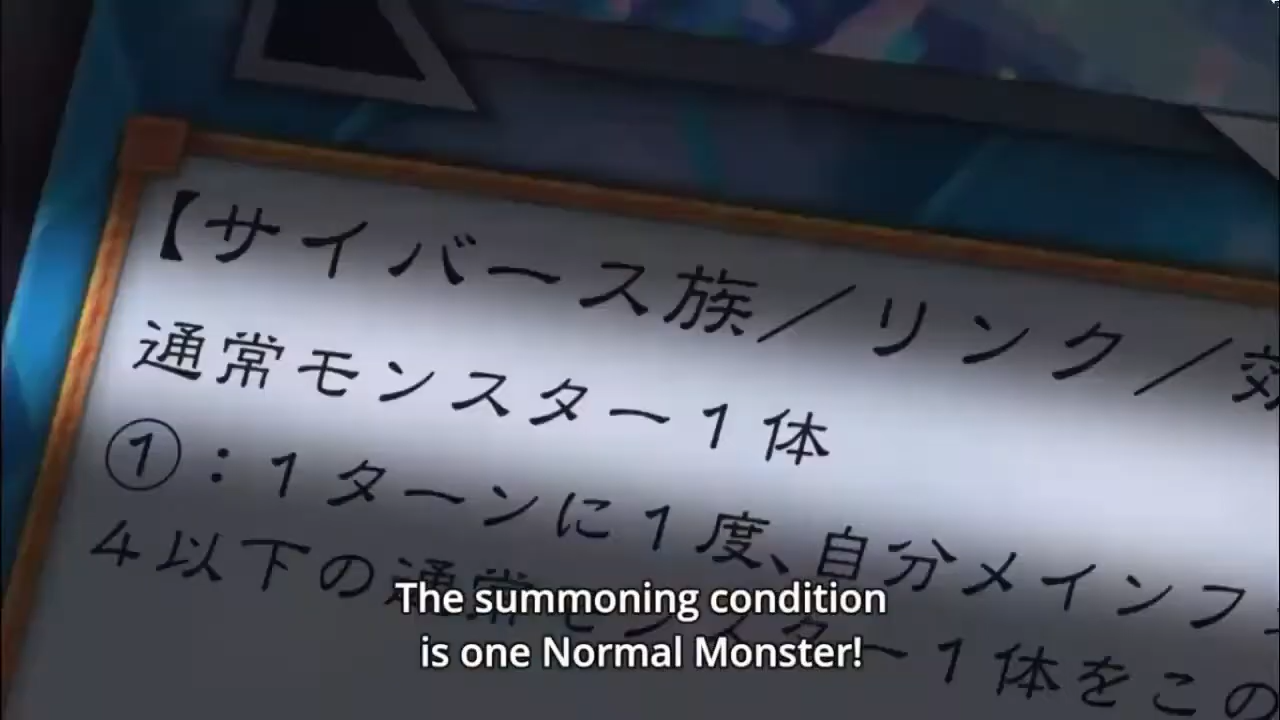 【サイバース族／リンク／効
通常モンスター１体
①：１ターンに１度、自分メインフ
４以下の通常モンスター１体をこの
The summoning condition
is one Normal Monster!